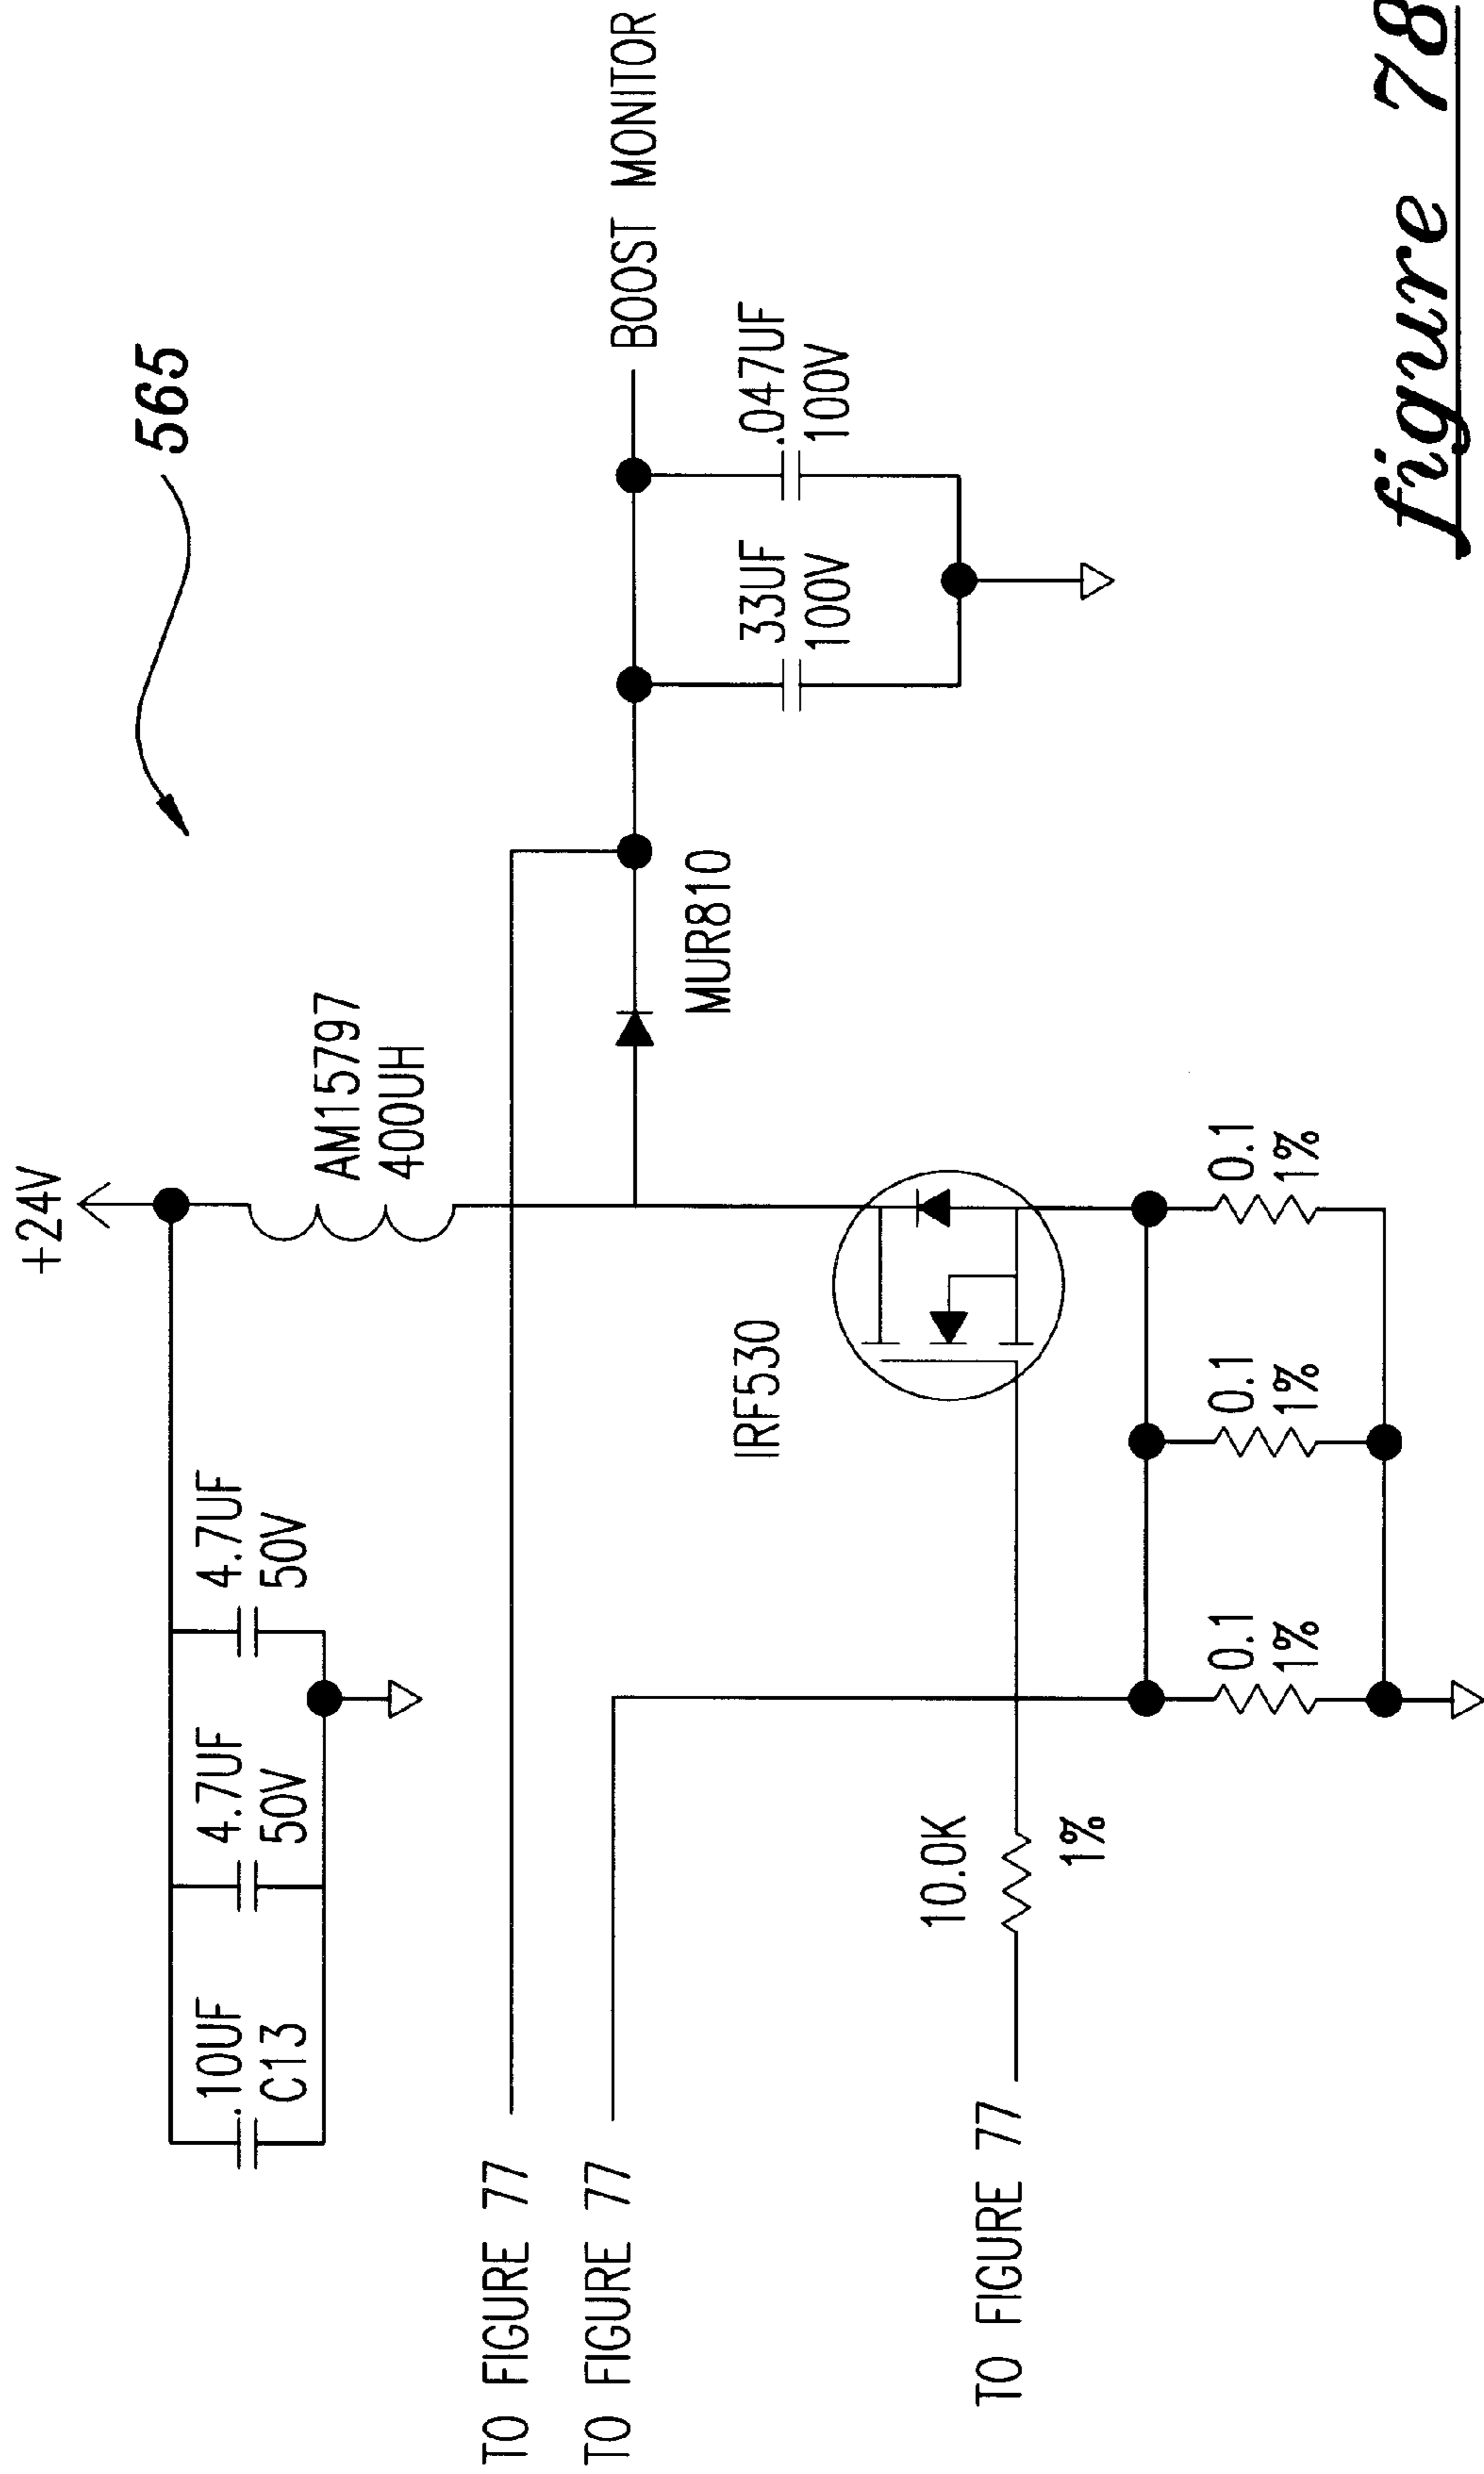 +24V
565
.10UF
C13
4.7UF
50V
4.7UF
50V
AM15797
400UH
TO FIGURE 77
TO FIGURE 77
BOOST MONITOR
MUR810
33UF
100V
.047UF
100V
IRF530
10.0K
1%
TO FIGURE 77
0.1
1%
0.1
1%
0.1
1%
figure 78